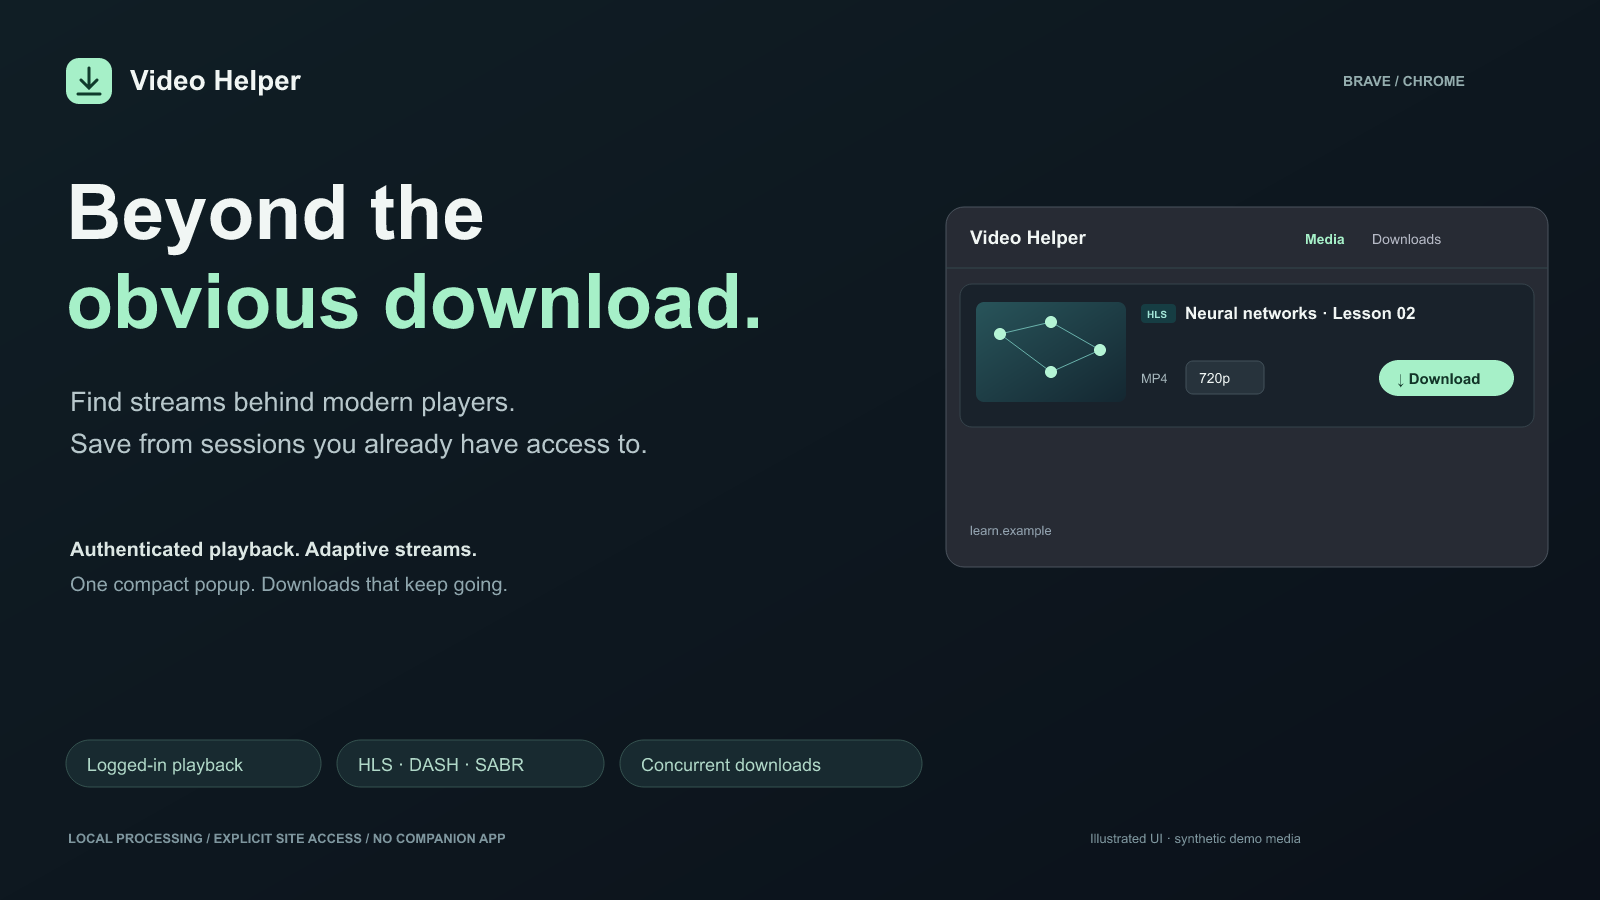 Video Helper
BRAVE / CHROME
Beyond the
obvious download.
Find streams behind modern players.
Save from sessions you already have access to.
Authenticated playback. Adaptive streams.
One compact popup. Downloads that keep going.
Video Helper
Media
Downloads
HLS
Neural networks · Lesson 02
MP4
720p
↓ Download
learn.example
Logged-in playback
HLS · DASH · SABR
Concurrent downloads
LOCAL PROCESSING / EXPLICIT SITE ACCESS / NO COMPANION APP
Illustrated UI · synthetic demo media